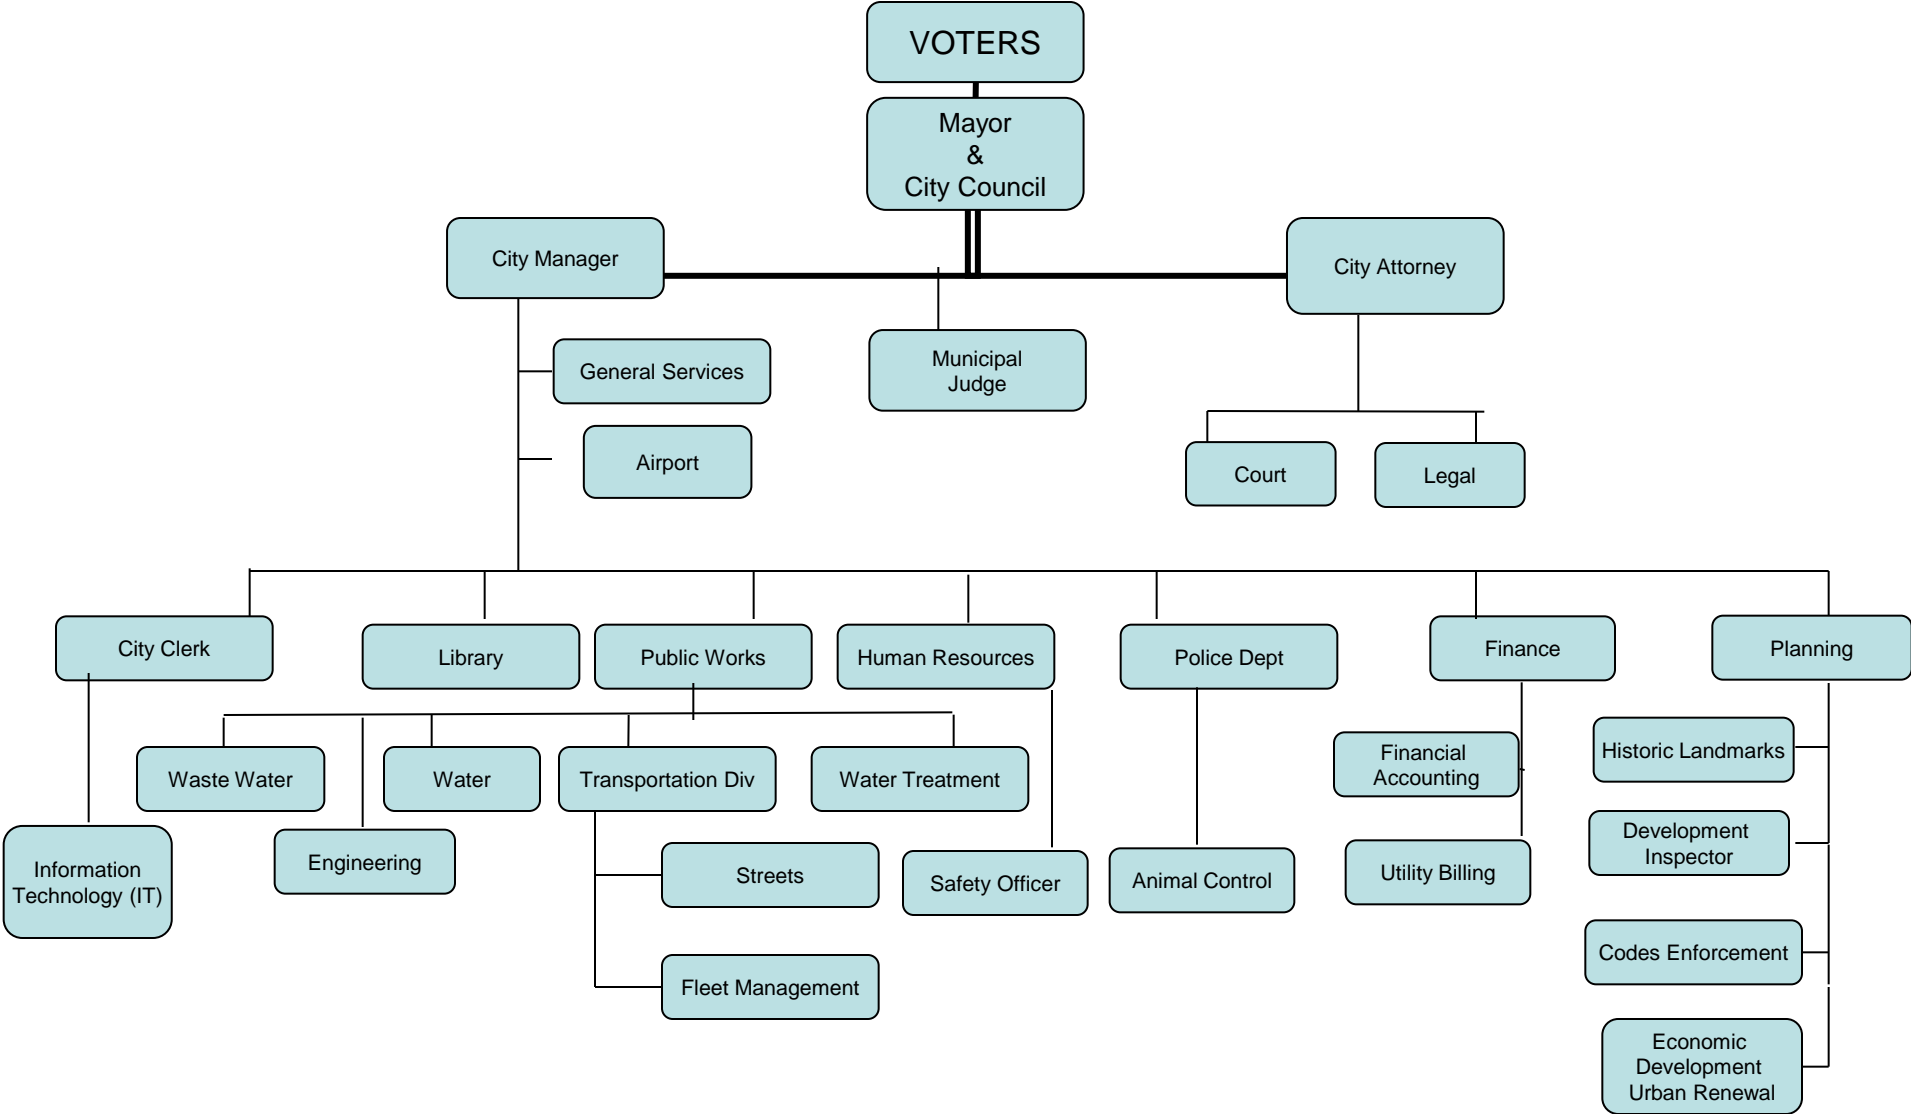 VOTERS
Mayor
&
City Council
City Manager
City Attorney
General Services
Municipal
Judge
Airport
Court
Legal
City Clerk
Library
Public Works
Human Resources
Police Dept
Finance
Planning
Waste Water
Water
Transportation Div
Water Treatment
Financial
Accounting
Historic Landmarks
Information
Technology (IT)
Engineering
Streets
Safety Officer
Animal Control
Utility Billing
Development
Inspector
Fleet Management
Codes Enforcement
Economic
Development
Urban Renewal